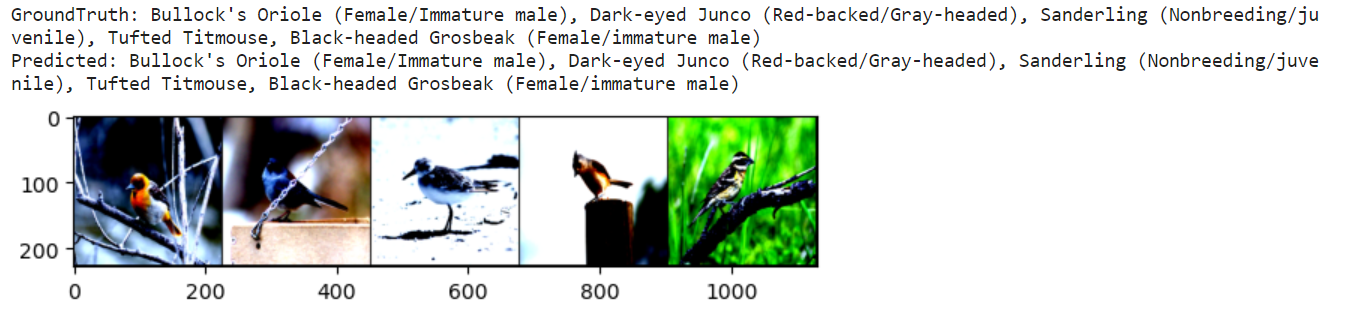 GroundTruth: Bullock's Oriole (Female/Immature male), Dark-eyed Junco (Red-backed/Gray-headed), Sanderling (Nonbreeding/ju
venile), Tufted Titmouse, Black-headed Grosbeak (Female/immature male)
Predicted: Bullock's Oriole (Female/Immature male), Dark-eyed Junco (Red-backed/Gray-headed), Sanderling (Nonbreeding/juve
nile), Tufted Titmouse, Black-headed Grosbeak (Female/immature male)
0
100
200
0 200 400 600 800 1000